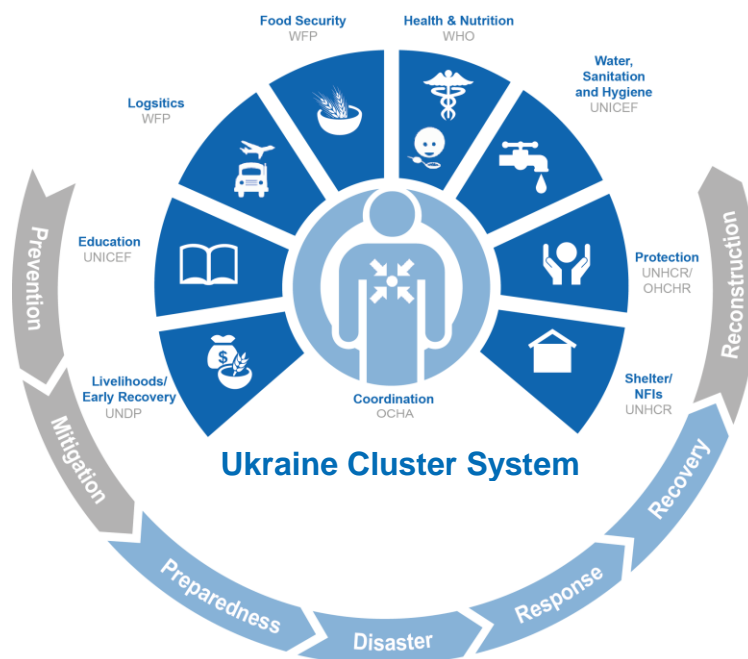 Food Security
WFP
Health & Nutrition
WHO
Water,
Sanitation
and Hygiene
UNICEF
Logsitics
WFP
Education
UNICEF
Protection
UNHCR/
OHCHR
$
Livelihoods/
Early Recovery
UNDP
Coordination
OCHA
Shelter/
NFIs
UNHCR
Ukraine Cluster System
Prevention
Mitigation
Preparedness
Disaster
Response
Recovery
Reconstruction